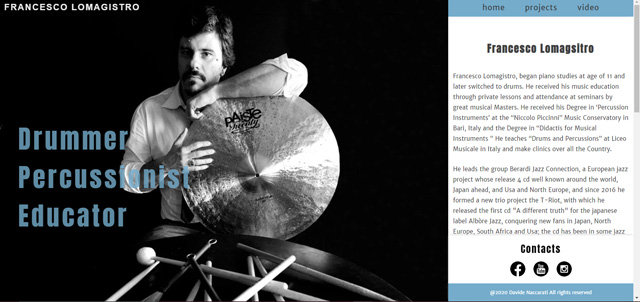 FRANCESCO LOMAGISTRO
home projects video
Drummer
Percussionist
Educator
PAiSTe
Francesco Lomagsitro
Francesco Lomagistro, began piano studies at age of 11 and
later switched to drums. He received his music education
through private lessons and attendance at seminars by
great musical Masters. He received his Degree in 'Percussion
Instruments' at the "Niccolo Piccinni" Music Conservatory in
Bari, Italy and the Degree in "Didactis for Musical
Instruments " He teaches "Drums and Percussions" at Liceo
Musicale in Italy and make clinics over all the Country.
He leads the group Berardi Jazz Connection, a European jazz
project whose release 4 cd well known around the world,
Japan ahead, and Usa and North Europe, and since 2016 he
formed a new trio project the T-Riot, with which he
released the first cd "A different truth" for the japanese
label Albòre Jazz, conquering new fans in Japan, North
Europe, South Africa and Usa; the cd has been in some jazz
Contacts
@2020 Davide Naccarati All rights reserved